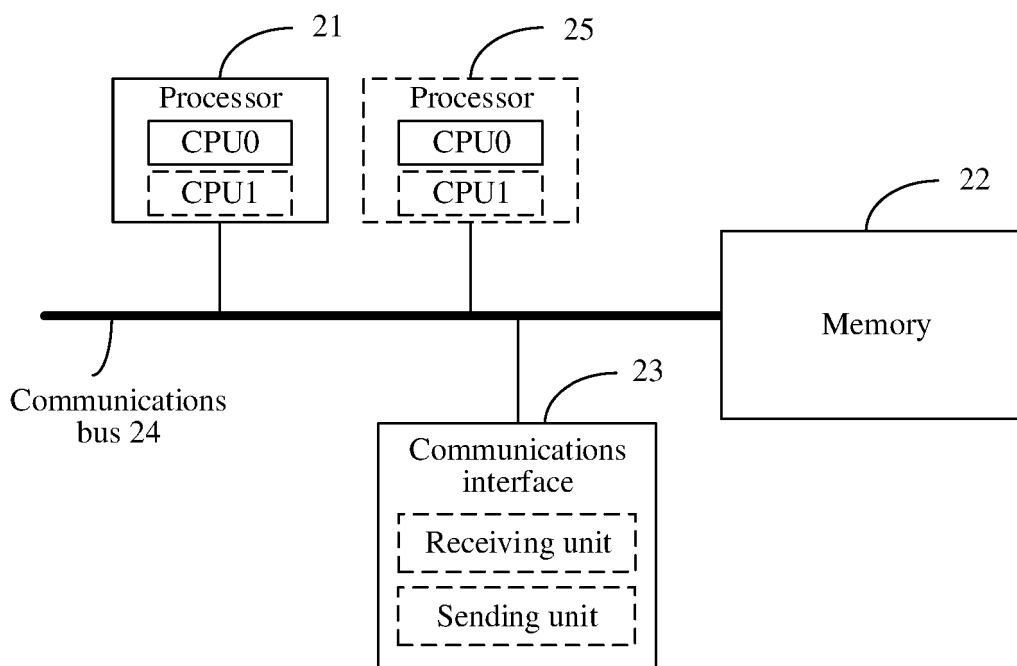 21
25
Processor
CPU0
CPU1
Processor
CPU0
CPU1
22
Memory
Communications
bus 24
23
Communications
interface
Receiving unit
Sending unit